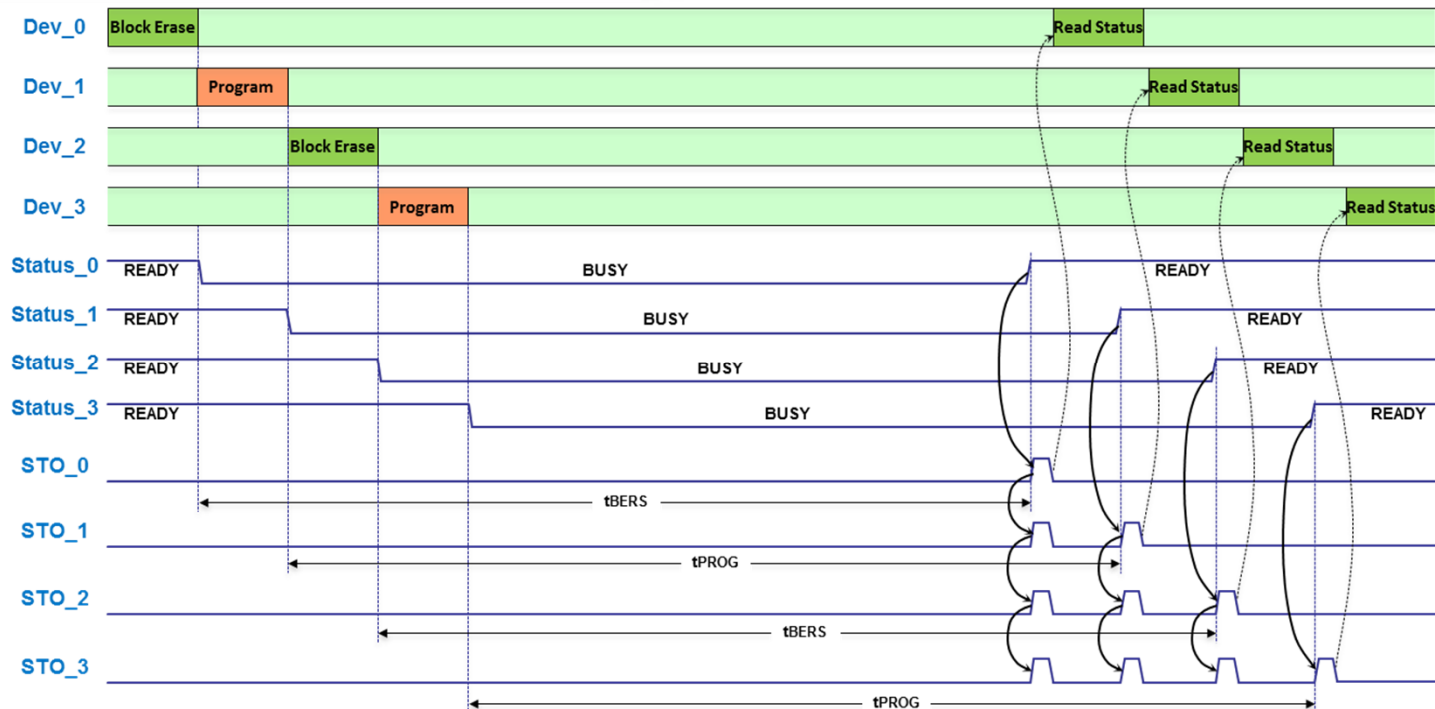 Dev_0 Block Erase Read Status
Dev_1 Program Read Status
Dev_2 Block Erase Read Status
Dev_3 Program Read Status
Status_0 READY BUSY READY
Status_1 READY BUSY READY
Status_2 READY BUSY READY
Status_3 READY BUSY READY
STO_0
tBERS
STO_1
tPROG
STO_2
tBERS
STO_3
tPROG